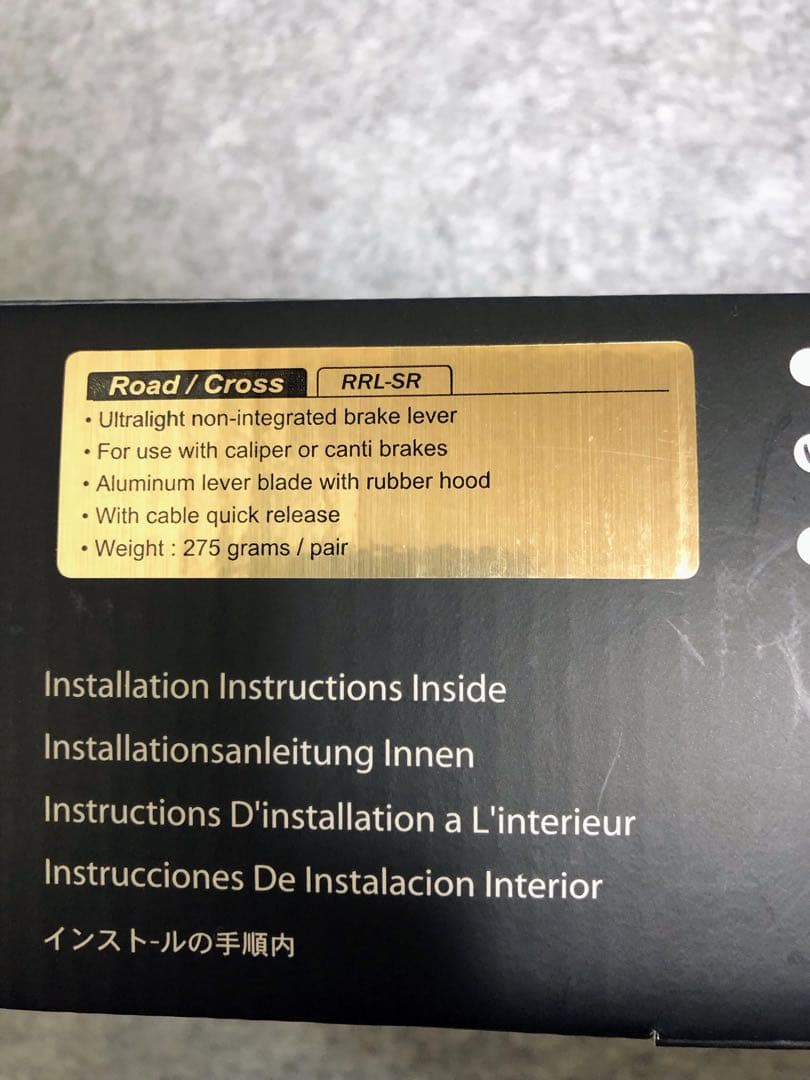 Road / Cross RRL-SR
• Ultralight non-integrated brake lever
• For use with caliper or canti brakes
• Aluminum lever blade with rubber hood
• With cable quick release
• Weight : 275 grams / pair
Installation Instructions Inside
Installationsanleitung Innen
Instructions D'installation a L'interieur
Instrucciones De Instalacion Interior
インスト-ルの手順内